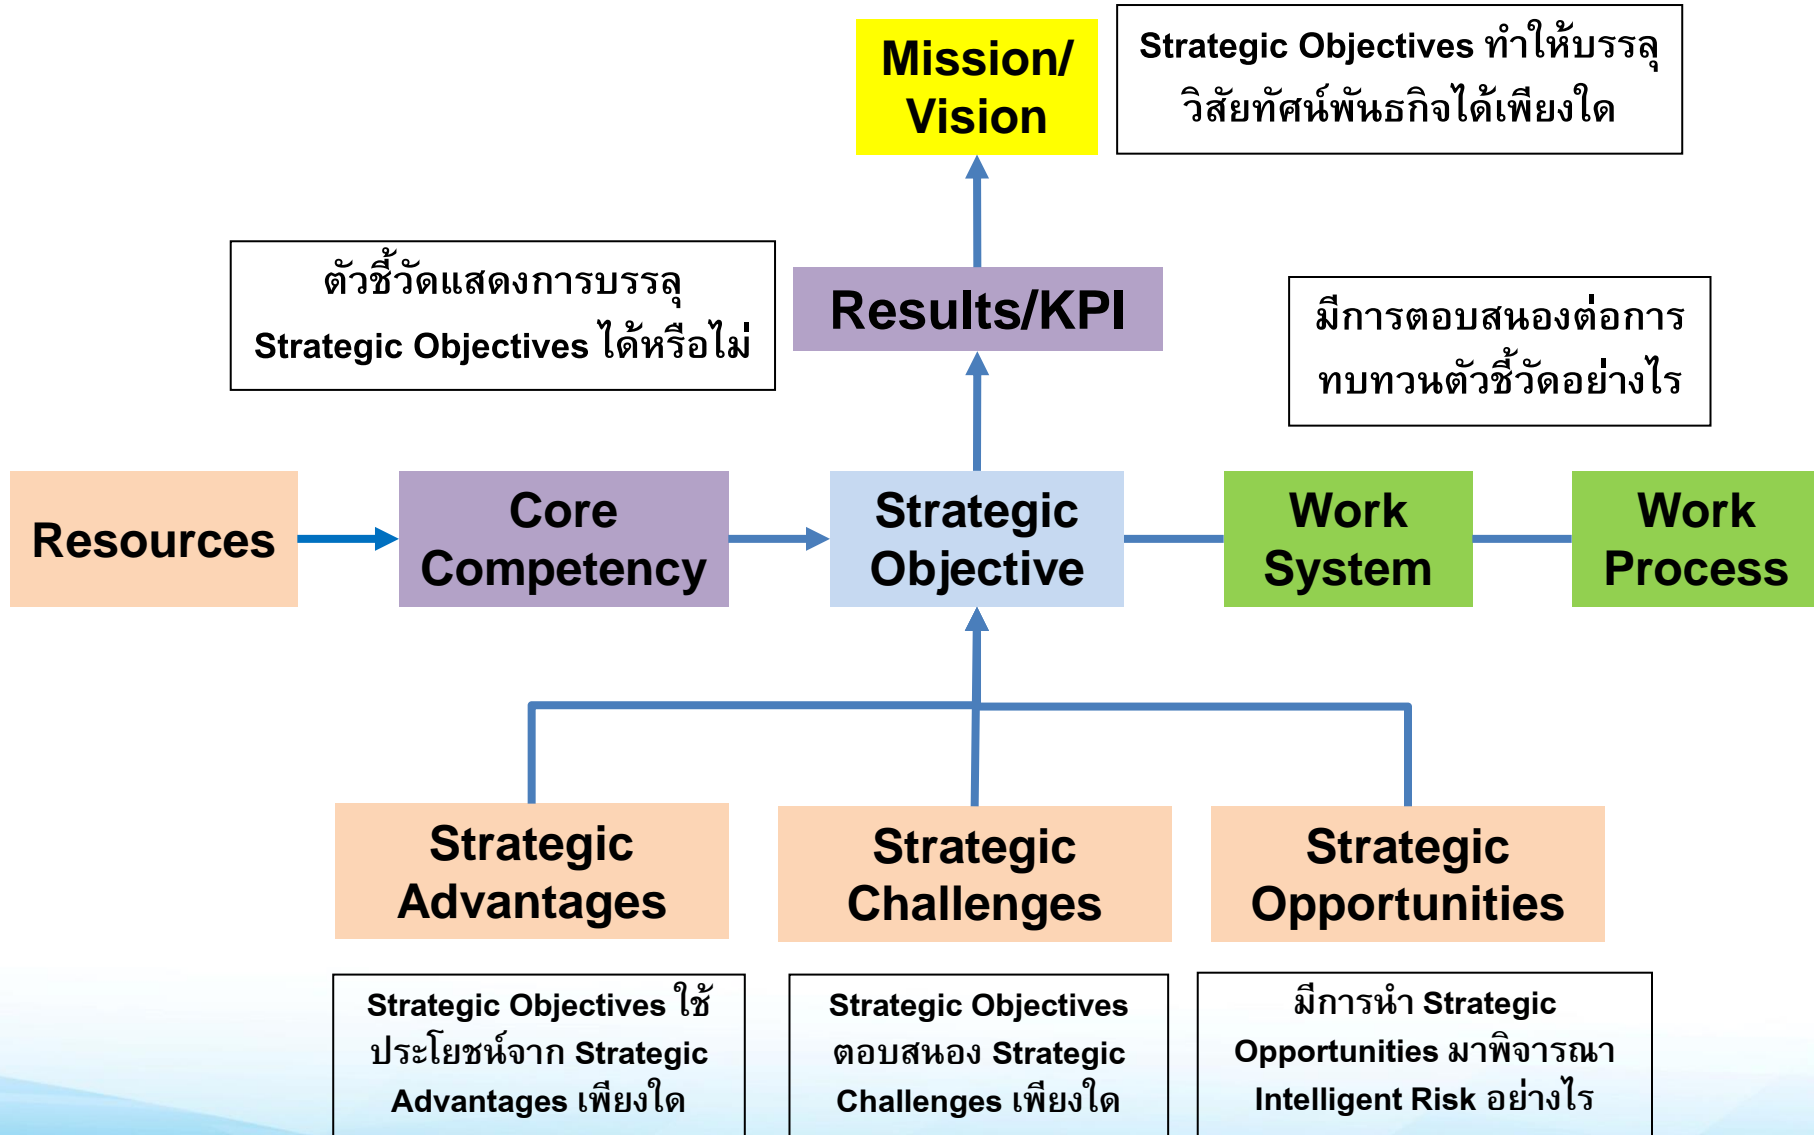 Mission/
Vision
Strategic Objectives ทำให้บรรลุ
วิสัยทัศน์พันธกิจได้เพียงใด
ตัวชี้วัดแสดงการบรรลุ
Strategic Objectives ได้หรือไม่
Results/KPI
มีการตอบสนองต่อการ
ทบทวนตัวชี้วัดอย่างไร
Resources
Core
Competency
Strategic
Objective
Work
System
Work
Process
Strategic
Advantages
Strategic
Challenges
Strategic
Opportunities
Strategic Objectives ใช้
ประโยชน์จาก Strategic
Advantages เพียงใด
Strategic Objectives
ตอบสนอง Strategic
Challenges เพียงใด
มีการนำ Strategic
Opportunities มาพิจารณา
Intelligent Risk อย่างไร